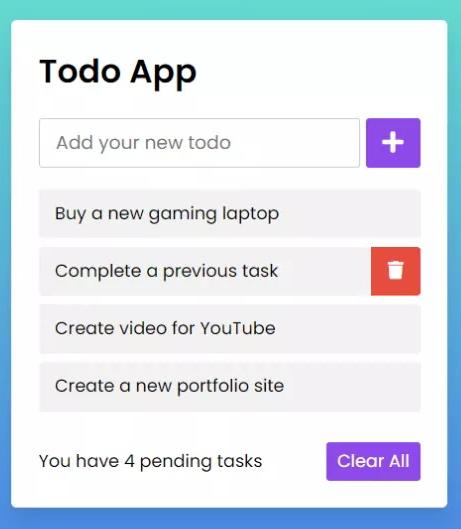 Todo App
Add your new todo
Buy a new gaming laptop
Complete a previous task
Create video for YouTube
Create a new portfolio site
You have 4 pending tasks Clear All